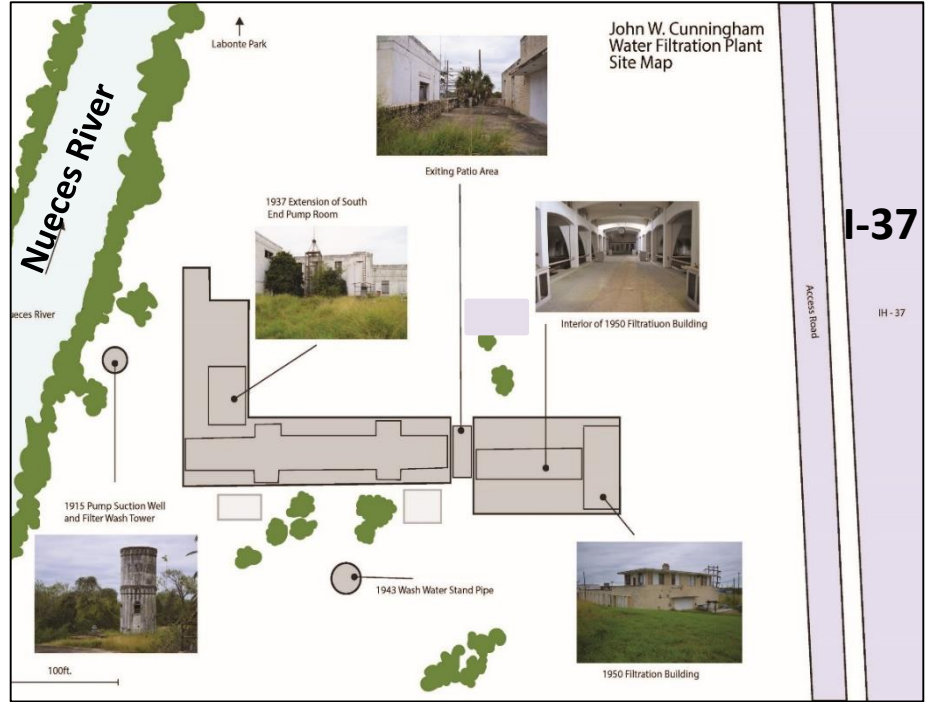 Labonte Park
John W. Cunningham
Water Filtration Plant
Site Map
Nueces River
Exiting Patio Area
1937 Extension of South
End Pump Room
I-37
Interior of 1950 Filtratiuon Building
Access Road
IH - 37
ueces River
1915 Pump Suction Well
and Filter Wash Tower
1943 Wash Water Stand Pipe
100ft.
1950 Filtration Building